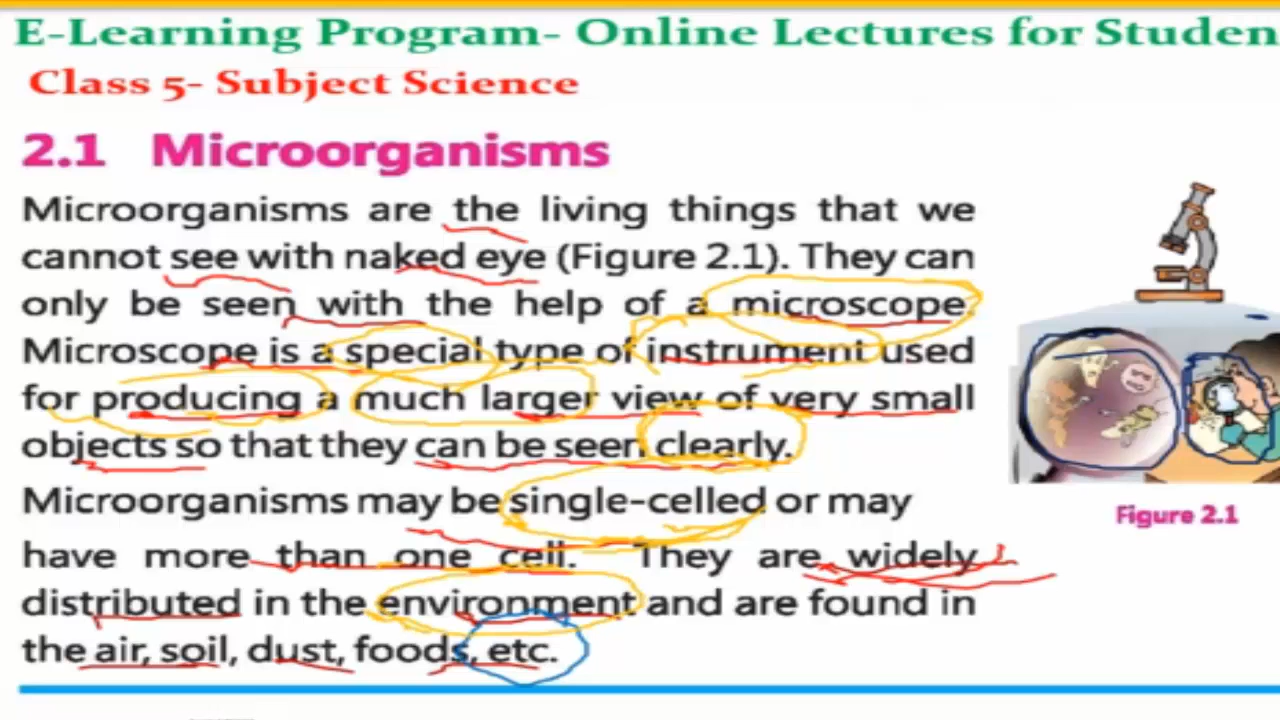 E-Learning Program- Online Lectures for Studen
Class 5- Subject Science
2.1 Microorganisms
Microorganisms are the living things that we
cannot see with naked eye (Figure 2.1). They can
only be seen with the help of a microscope.
Microscope is a special type of instrument used
for producing a much larger view of very small
objects so that they can be seen clearly.
Microorganisms may be single-celled or may
have more than one cell. They are widely
distributed in the environment and are found in
the air, soil, dust, foods, etc.
Figure 2.1